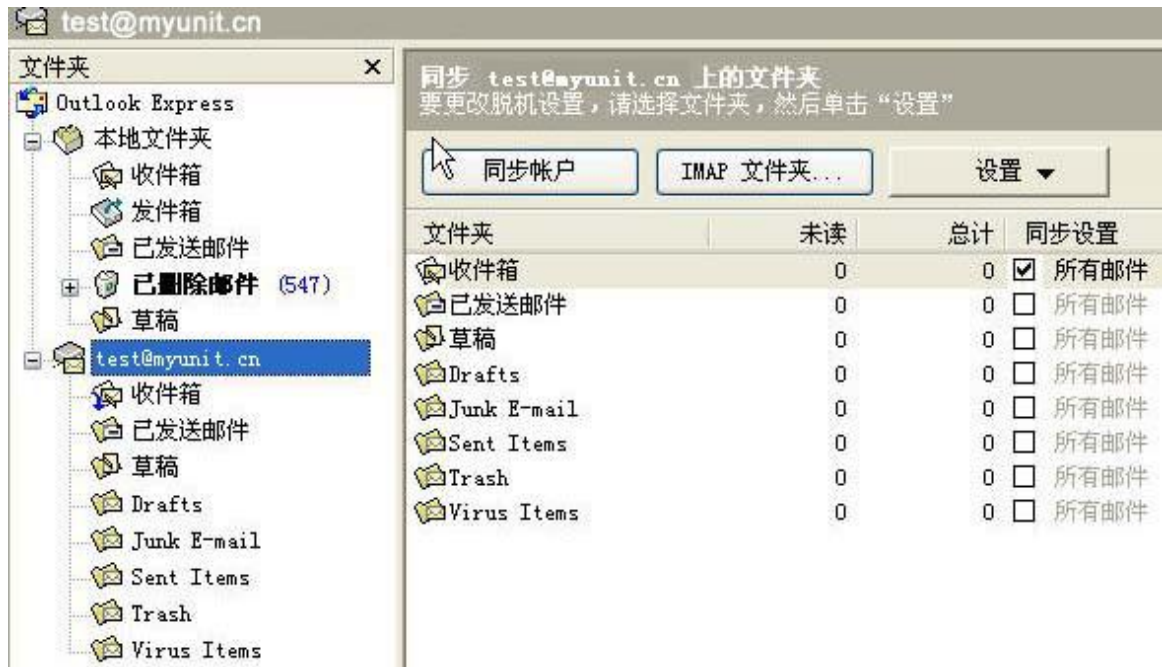 test@myunit.cn
文件夹
Outlook Express
本地文件夹
收件箱
发件箱
已发送邮件
已删除邮件 (547)
草稿
test@myunit.cn
收件箱
已发送邮件
草稿
Drafts
Junk E-mail
Sent Items
Trash
Virus Items
同步 test@myunit.cn 上的文件夹
要更改脱机设置，请选择文件夹，然后单击“设置”
同步帐户 IMAP 文件夹... 设置
文件夹 未读 总计 同步设置
收件箱 0 0 所有邮件
已发送邮件 0 0 所有邮件
草稿 0 0 所有邮件
Drafts 0 0 所有邮件
Junk E-mail 0 0 所有邮件
Sent Items 0 0 所有邮件
Trash 0 0 所有邮件
Virus Items 0 0 所有邮件